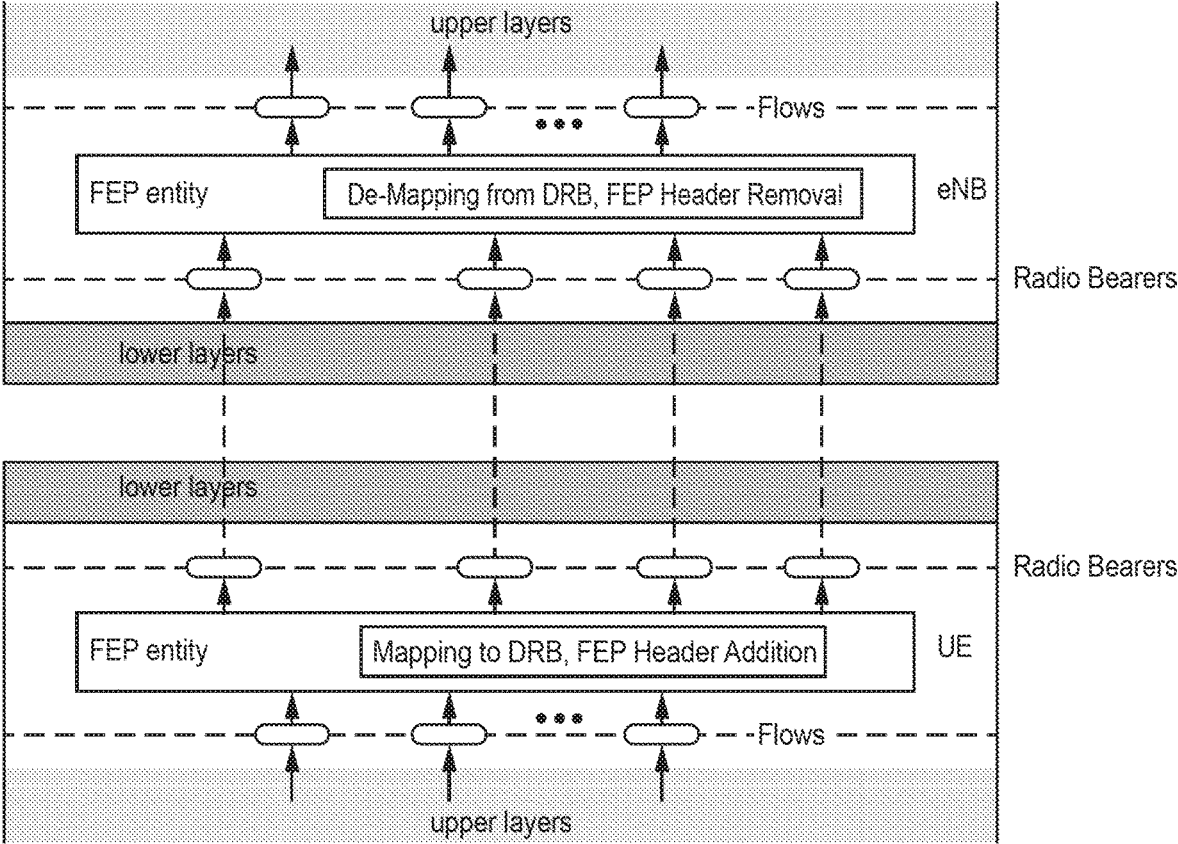 upper layers
Flows
FEP entity
De-Mapping from DRB, FEP Header Removal
eNB
Radio Bearers
lower layers
lower layers
Radio Bearers
FEP entity
Mapping to DRB, FEP Header Addition
UE
Flows
upper layers